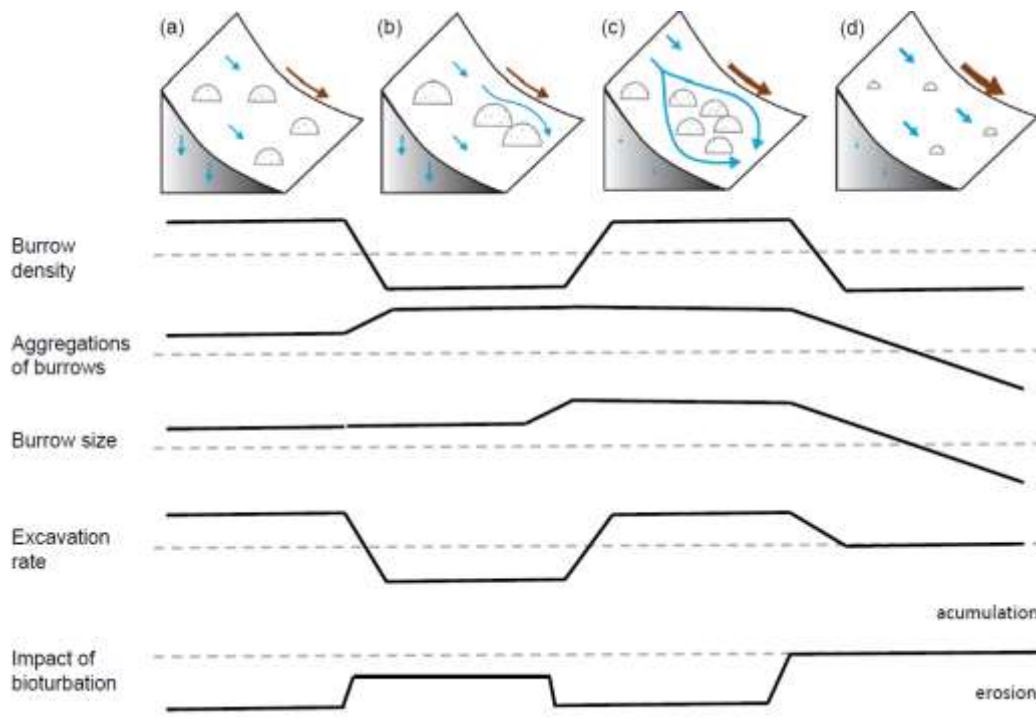 (a)
(b)
(c)
(d)
Burrow
density
Aggregations
of burrows
Burrow size
Excavation
rate
acumulation
Impact of
bioturbation
erosion